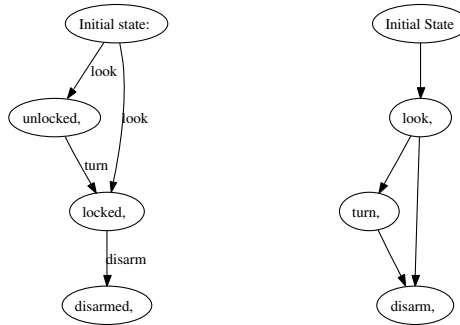 Initial state:
look
unlocked,
look
turn
locked,
disarm
disarmed,
Initial State
look,
turn,
disarm,